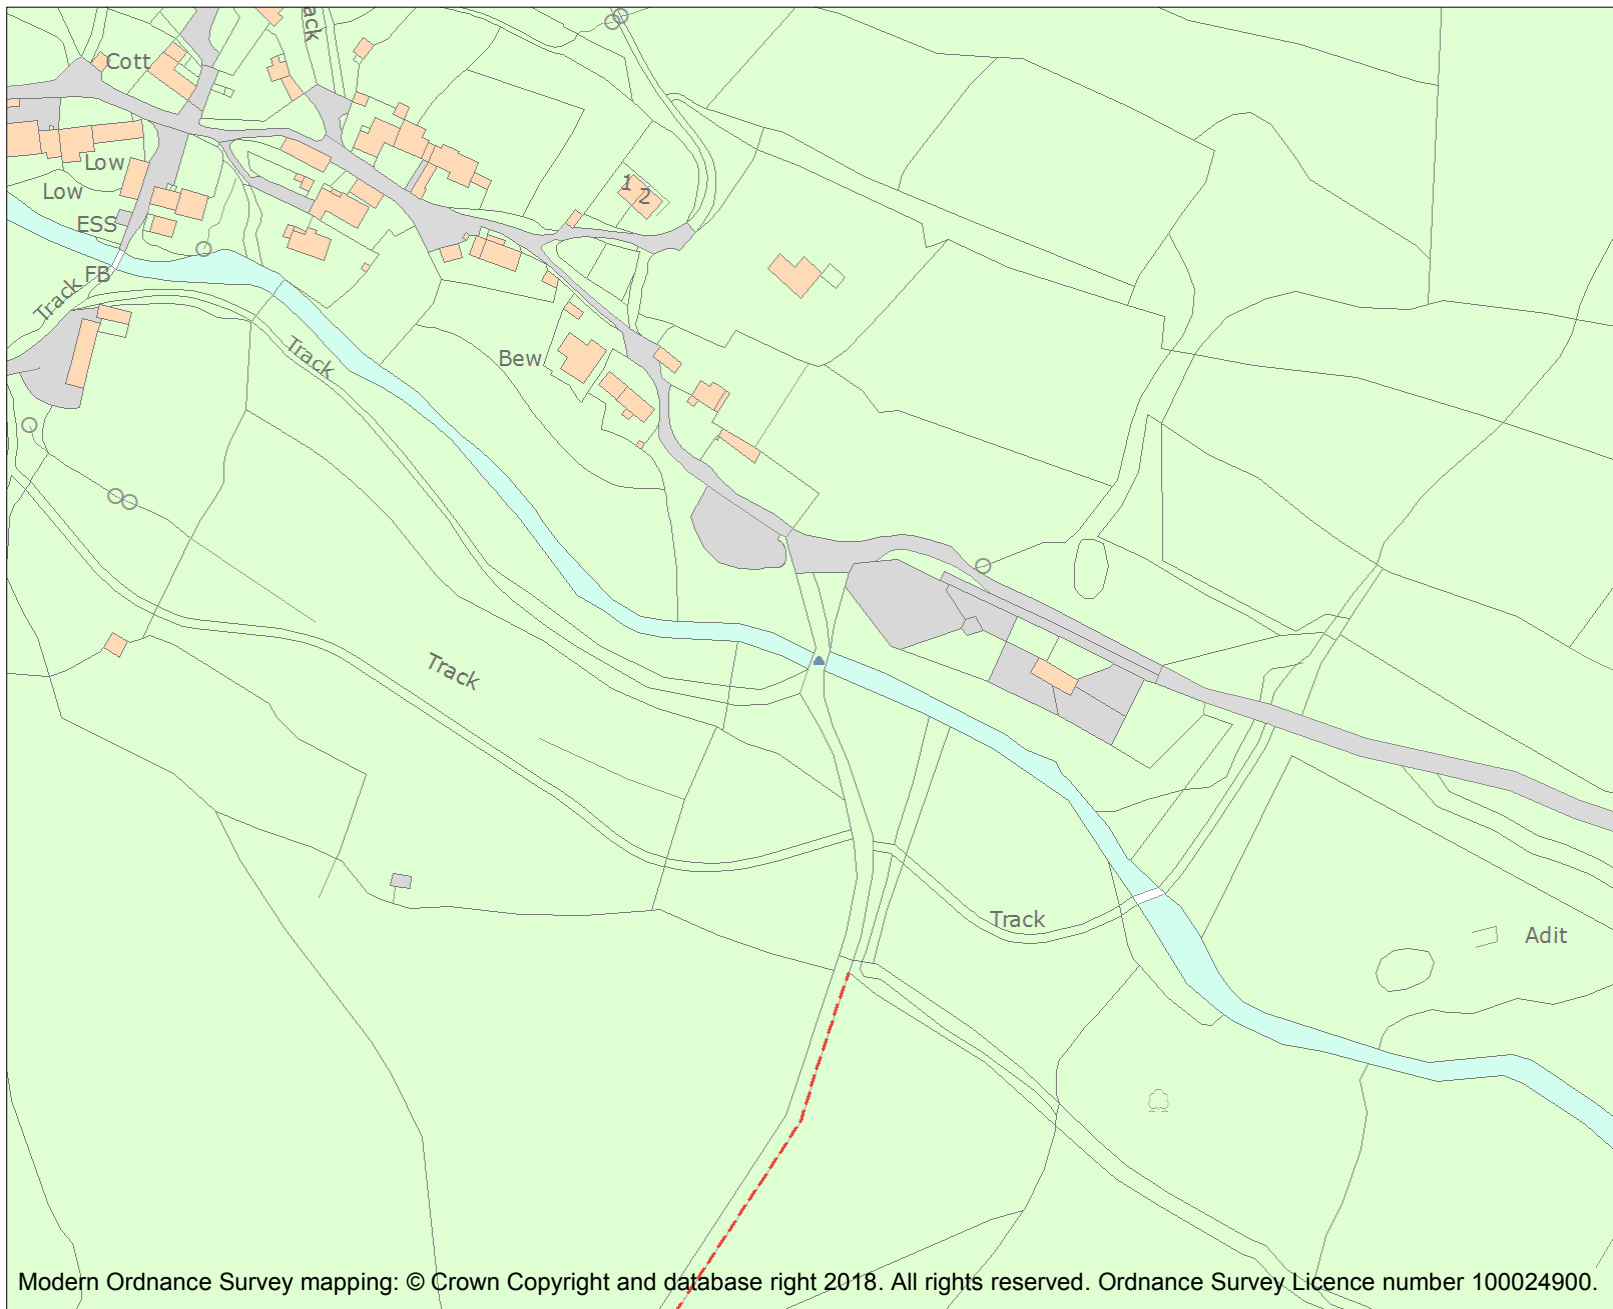 ack
Cott
Low
Low
1
2
ESS
FB
Track
Track
Bew
Track
Track
Adit
Modern Ordnance Survey mapping: © Crown Copyright and database right 2018. All rights reserved. Ordnance Survey Licence number 100024900.